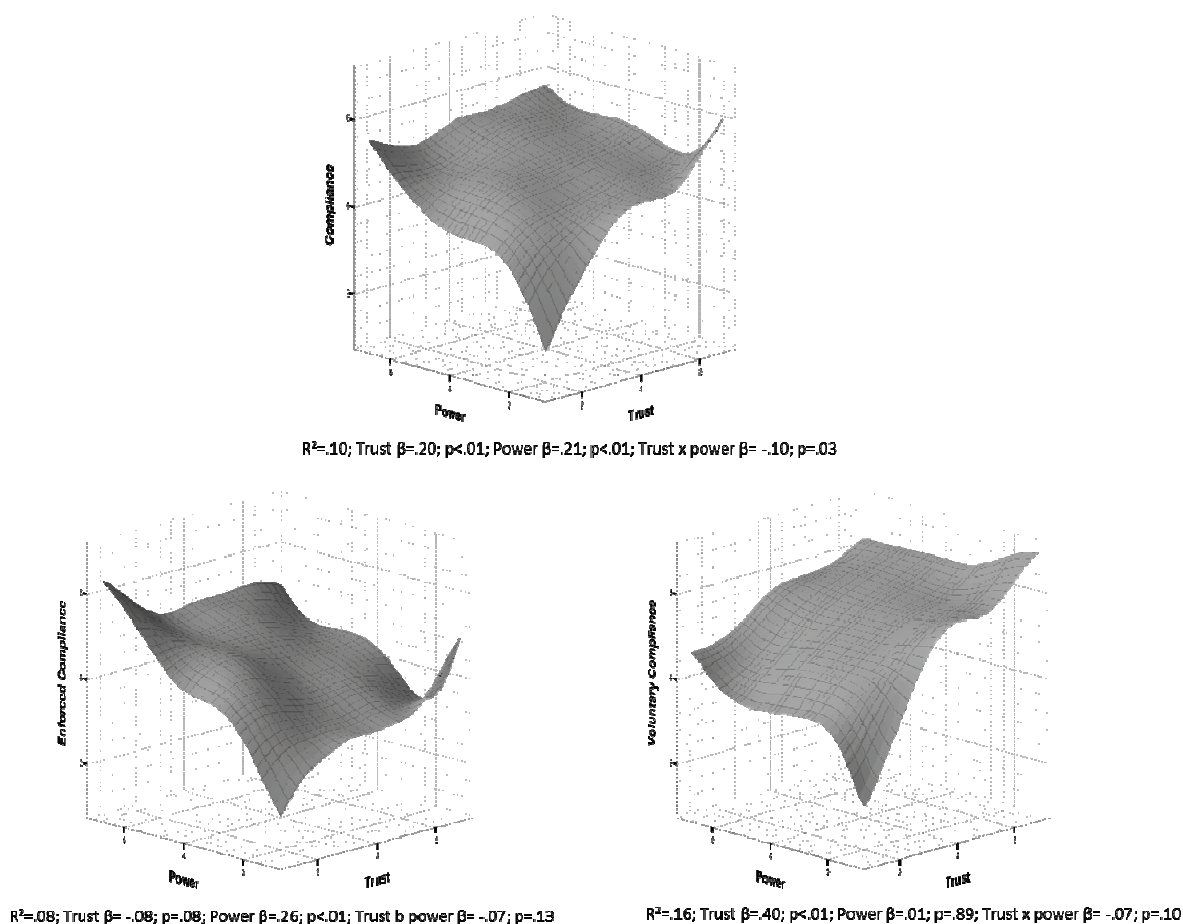 Compliance
6
4
Power
Trust
R²=.10; Trust β=.20; p<.01; Power β=.21; p<.01; Trust x power β= -.10; p=.03
Enforced Compliance
Power
Trust
R²=.08; Trust β= -.08; p=.08; Power β=.26; p<.01; Trust b power β= -.07; p=.13
Voluntary Compliance
Power
Trust
R²=.16; Trust β=.40; p<.01; Power β=.01; p=.89; Trust x power β= -.07; p=.10